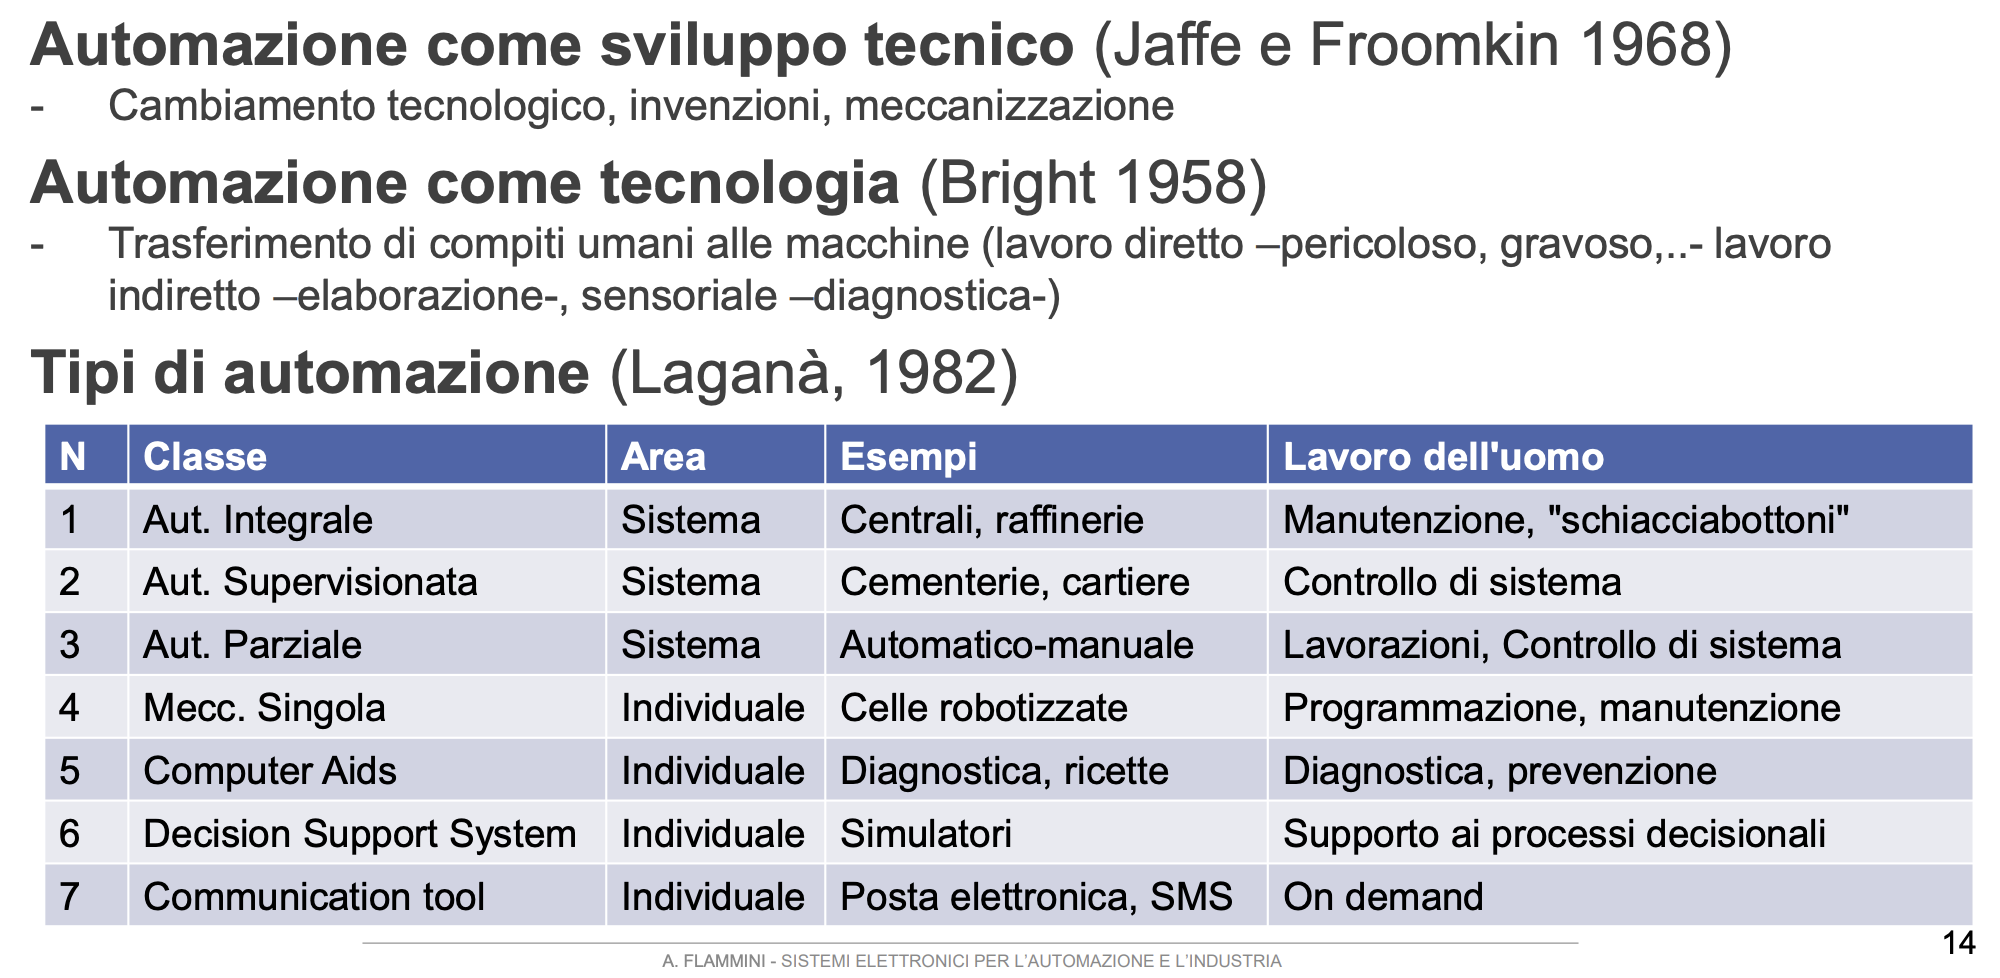 Automazione come sviluppo tecnico (Jaffe e Froomkin 1968)
- Cambiamento tecnologico, invenzioni, meccanizzazione
Automazione come tecnologia (Bright 1958)
- Trasferimento di compiti umani alle macchine (lavoro diretto –pericoloso, gravoso,..- lavoro
indiretto –elaborazione-, sensoriale –diagnostica-)
Tipi di automazione (Laganà, 1982)
N Classe Area Esempi Lavoro dell'uomo
1 Aut. Integrale Sistema Centrali, raffinerie Manutenzione, "schiacciabottoni"
2 Aut. Supervisionata Sistema Cementerie, cartiere Controllo di sistema
3 Aut. Parziale Sistema Automatico-manuale Lavorazioni, Controllo di sistema
4 Mecc. Singola Individuale Celle robotizzate Programmazione, manutenzione
5 Computer Aids Individuale Diagnostica, ricette Diagnostica, prevenzione
6 Decision Support System Individuale Simulatori Supporto ai processi decisionali
7 Communication tool Individuale Posta elettronica, SMS On demand
14
A. FLAMMINI - SISTEMI ELETTRONICI PER L'AUTOMAZIONE E L'INDUSTRIA